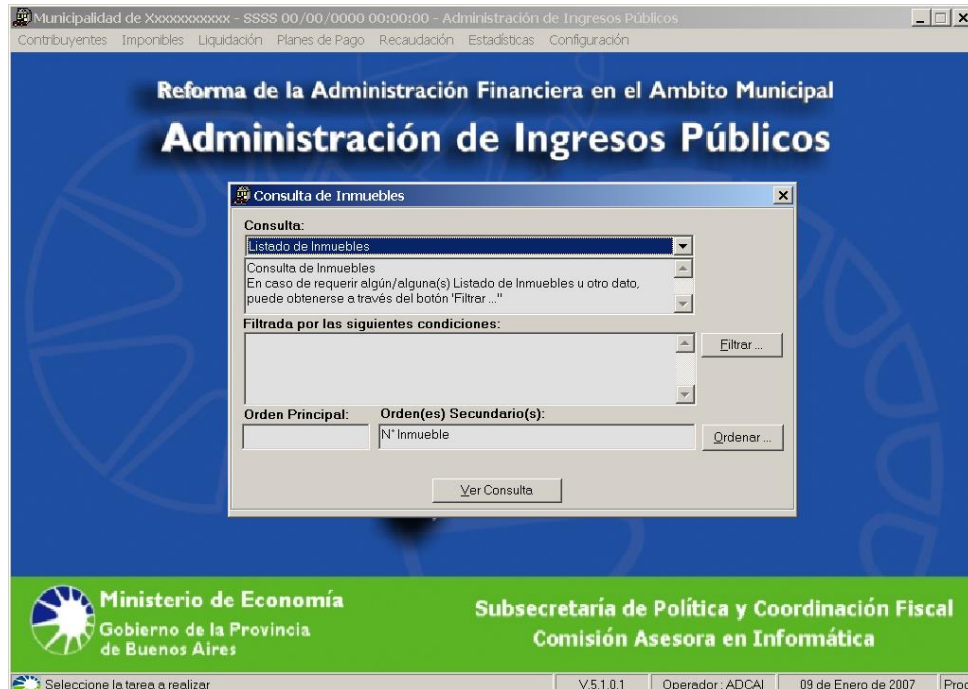 Municipalidad de Xxxxxxxxxxx - SSSS 00/00/0000 00:00:00 - Administración de Ingresos Públicos
Contribuyentes Imponibles Liquidación Planes de Pago Recaudación Estadísticas Configuración
Reforma de la Administración Financiera en el Ambito Municipal
Administración de Ingresos Públicos
Consulta de Inmuebles
Consulta:
Listado de Inmuebles
Consulta de Inmuebles
En caso de requerir algún/alguna(s) Listado de Inmuebles u otro dato,
puede obtenerse a través del botón 'Filtrar ..."
Filtrada por las siguientes condiciones:
Filtrar ...
Orden Principal: Orden(es) Secundario(s):
N° Inmueble
Ordenar ...
Ver Consulta
Ministerio de Economía
Gobierno de la Provincia
de Buenos Aires
Subsecretaría de Política y Coordinación Fiscal
Comisión Asesora en Informática
Seleccione la tarea a realizar V.5.1.0.1 Operador : ADCAI 09 de Enero de 2007